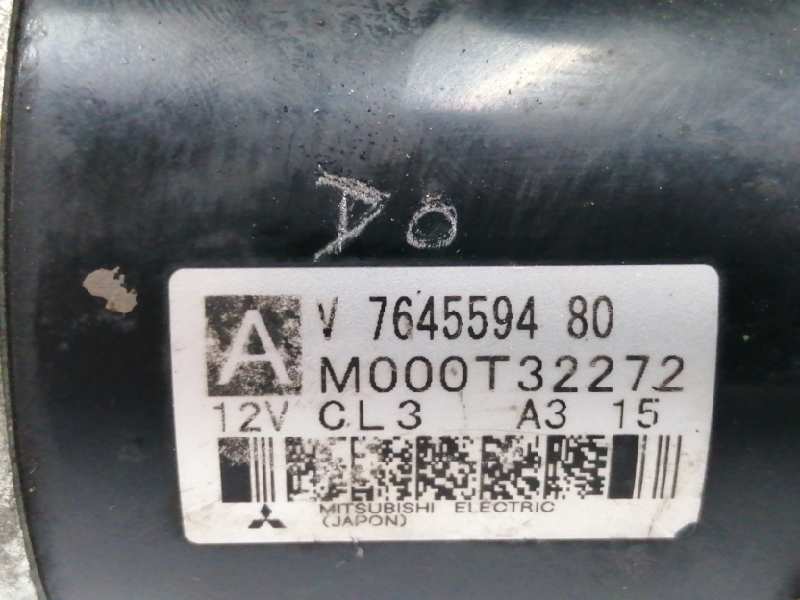 D0
A V 7645594 80
M000T32272
12V CL3 A3 15
MITSUBISHI ELECTRIC
(JAPON)